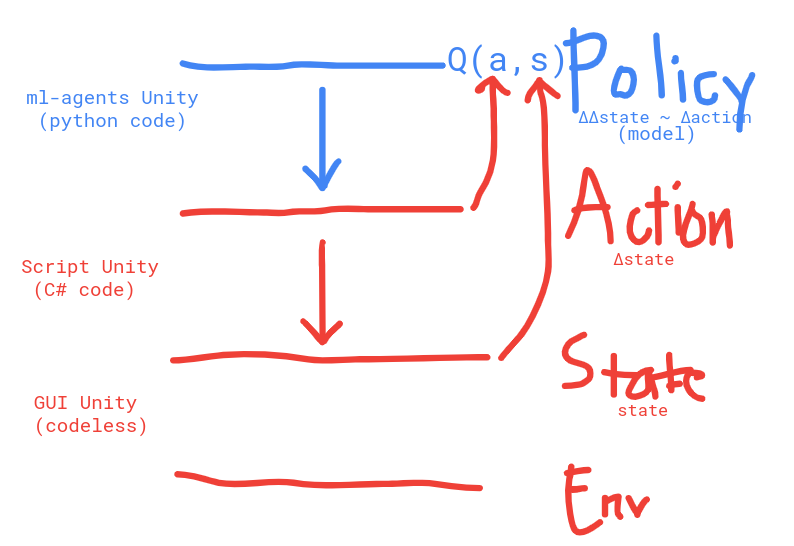 Q(a,s) Policy
ml-agents Unity
(python code)
ΔΔstate ~ Δaction
(model)
Action
Δstate
Script Unity
(C# code)
State
state
GUI Unity
(codeless)
Env